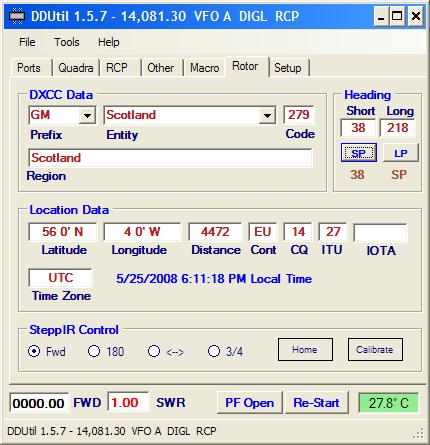 DDUtil 1.5.7 - 14,081.30 VFO A DIGL RCP
File Tools Help
Ports Quadra RCP Other Macro Rotor Setup
DXCC Data
GM Scotland 279
Prefix Entity Code
Scotland
Region
Heading
Short Long
38 218
SP LP
38 SP
Location Data
56 0' N 4 0' W 4472 EU 14 27
Latitude Longitude Distance Cont CQ ITU IOTA
UTC 5/25/2008 6:11:18 PM Local Time
Time Zone
SteppIR Control
Fwd 180 <--> 3/4 Home Calibrate
0000.00 FWD 1.00 SWR PF Open Re-Start 27.8° C
DDUtil 1.5.7 - 14,081.30 VFO A DIGL RCP